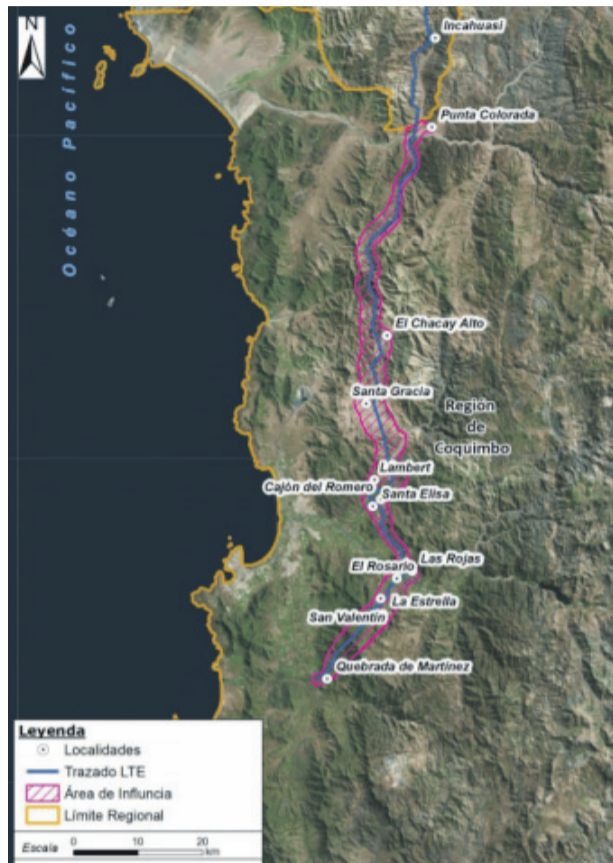 N
Incahuasi
Océano Pacífico
Punta Colorada
El Chacay Alto
Santa Gracia
Región
de
Coquimbo
Lambert
Cajón del Romero
Santa Elisa
Las Rojas
El Rosario
La Estrella
San Valentín
Quebrada de Martínez
Leyenda
Localidades
Trazado LTE
Área de Influncia
Límite Regional
Escala 0 10 20
km